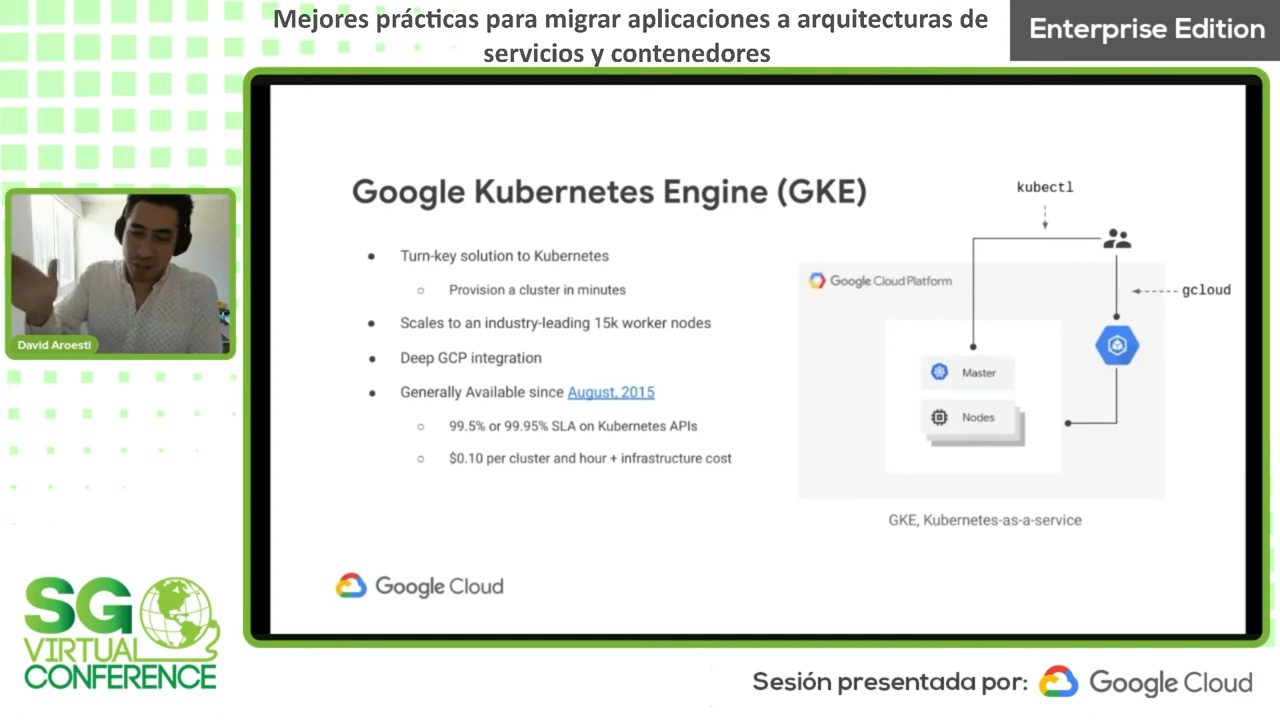 Mejores prácticas para migrar aplicaciones a arquitecturas de
servicios y contenedores
Enterprise Edition
David Aroesti
Google Kubernetes Engine (GKE)
Turn-key solution to Kubernetes
Provision a cluster in minutes
Scales to an industry-leading 15k worker nodes
Deep GCP integration
Generally Available since August, 2015
99.5% or 99.95% SLA on Kubernetes APIs
$0.10 per cluster and hour + infrastructure cost
kubectl
Google Cloud Platform
gcloud
Master
Nodes
GKE, Kubernetes-as-a-service
Google Cloud
SG
VIRTUAL
CONFERENCE
Sesión presentada por: Google Cloud